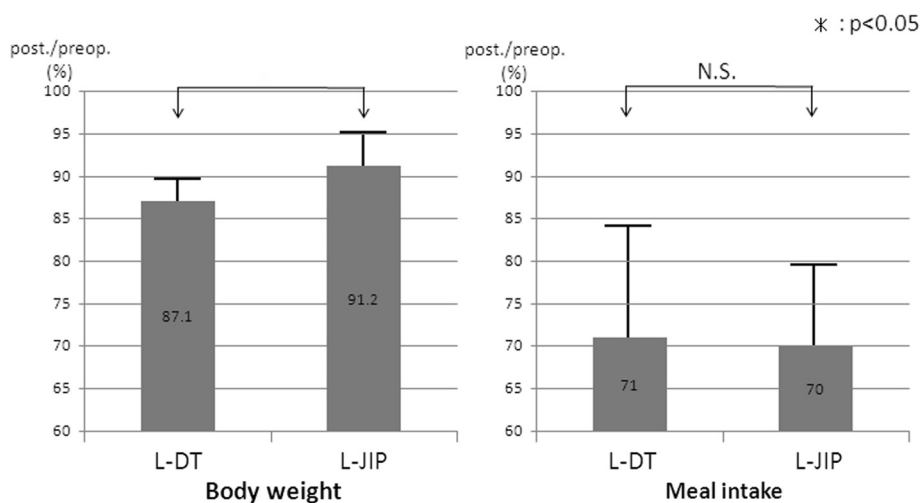 * : p<0.05
post./preop.
(%)
100
95
90
85
80
75
70
65
60
87.1
91.2
L-DT
L-JIP
Body weight
post./preop.
(%)
N.S.
100
95
90
85
80
75
70
65
60
71
70
L-DT
L-JIP
Meal intake